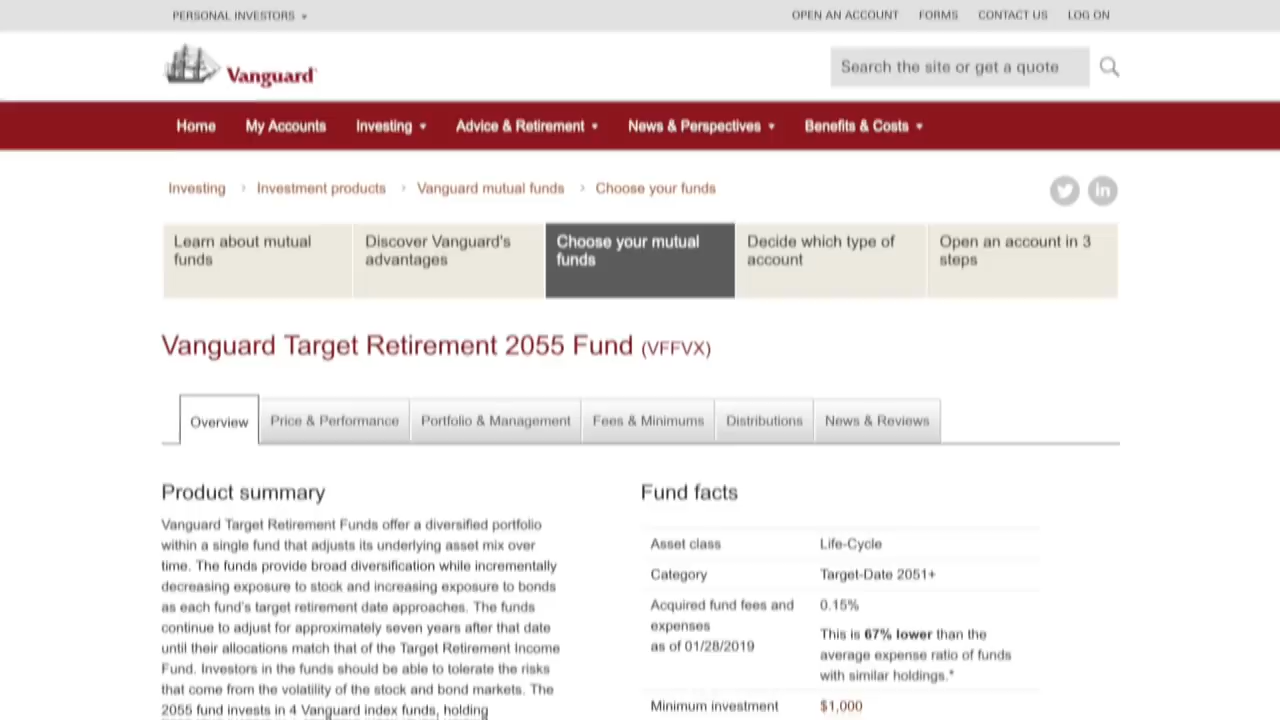 PERSONAL INVESTORS
OPEN AN ACCOUNT FORMS CONTACT US LOG ON
Vanguard
Search the site or get a quote
Home My Accounts Investing Advice & Retirement News & Perspectives Benefits & Costs
Investing › Investment products › Vanguard mutual funds › Choose your funds
Learn about mutual
funds
Discover Vanguard's
advantages
Choose your mutual
funds
Decide which type of
account
Open an account in 3
steps
Vanguard Target Retirement 2055 Fund (VFFVX)
Overview Price & Performance Portfolio & Management Fees & Minimums Distributions News & Reviews
Product summary
Vanguard Target Retirement Funds offer a diversified portfolio
within a single fund that adjusts its underlying asset mix over
time. The funds provide broad diversification while incrementally
decreasing exposure to stock and increasing exposure to bonds
as each fund's target retirement date approaches. The funds
continue to adjust for approximately seven years after that date
until their allocations match that of the Target Retirement Income
Fund. Investors in the funds should be able to tolerate the risks
that come from the volatility of the stock and bond markets. The
2055 fund invests in 4 Vanguard index funds, holding
Fund facts
Asset class Life-Cycle
Category Target-Date 2051+
Acquired fund fees and
expenses
as of 01/28/2019
0.15%
This is 67% lower than the
average expense ratio of funds
with similar holdings.*
Minimum investment $1,000